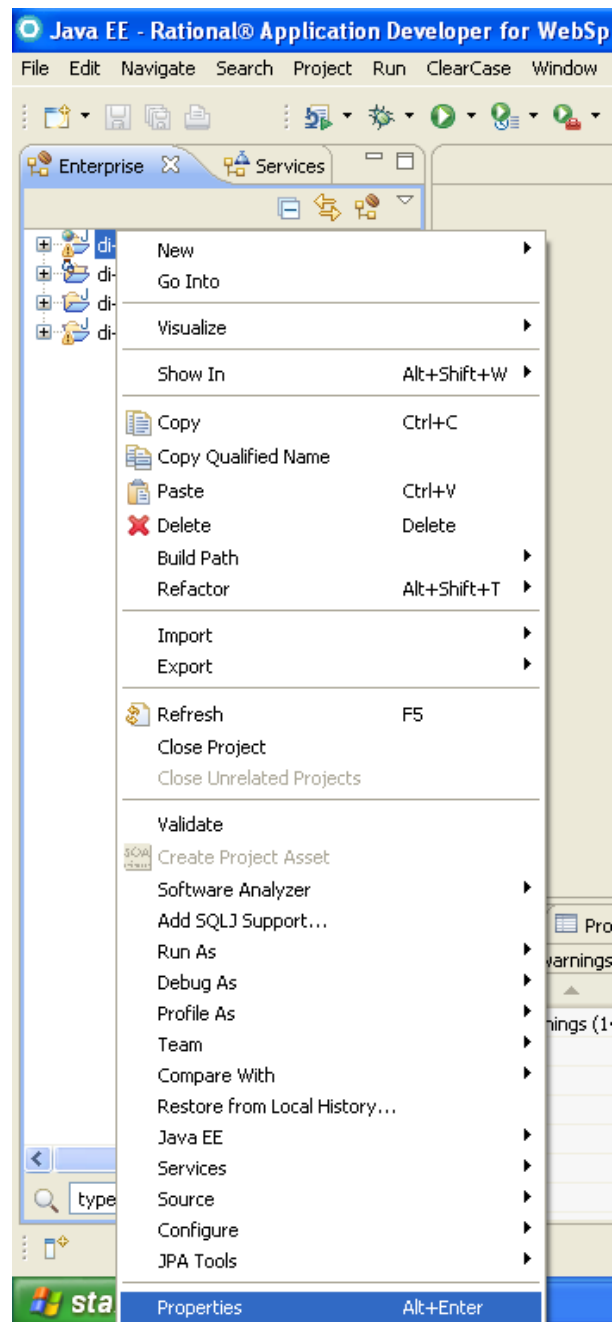 Java EE - Rational® Application Developer for WebSp
File Edit Navigate Search Project Run ClearCase Window
Enterprise Services
di-
di-
di-
di-
New
Go Into
Visualize
Show In Alt+Shift+W
Copy Ctrl+C
Copy Qualified Name
Paste Ctrl+V
Delete Delete
Build Path
Refactor Alt+Shift+T
Import
Export
Refresh F5
Close Project
Close Unrelated Projects
Validate
Create Project Asset
Software Analyzer
Add SQLJ Support...
Pro
Run As
varnings
Debug As
Profile As
nings (1
Team
Compare With
Restore from Local History...
Java EE
Services
type
Source
Configure
JPA Tools
sta
Properties Alt+Enter